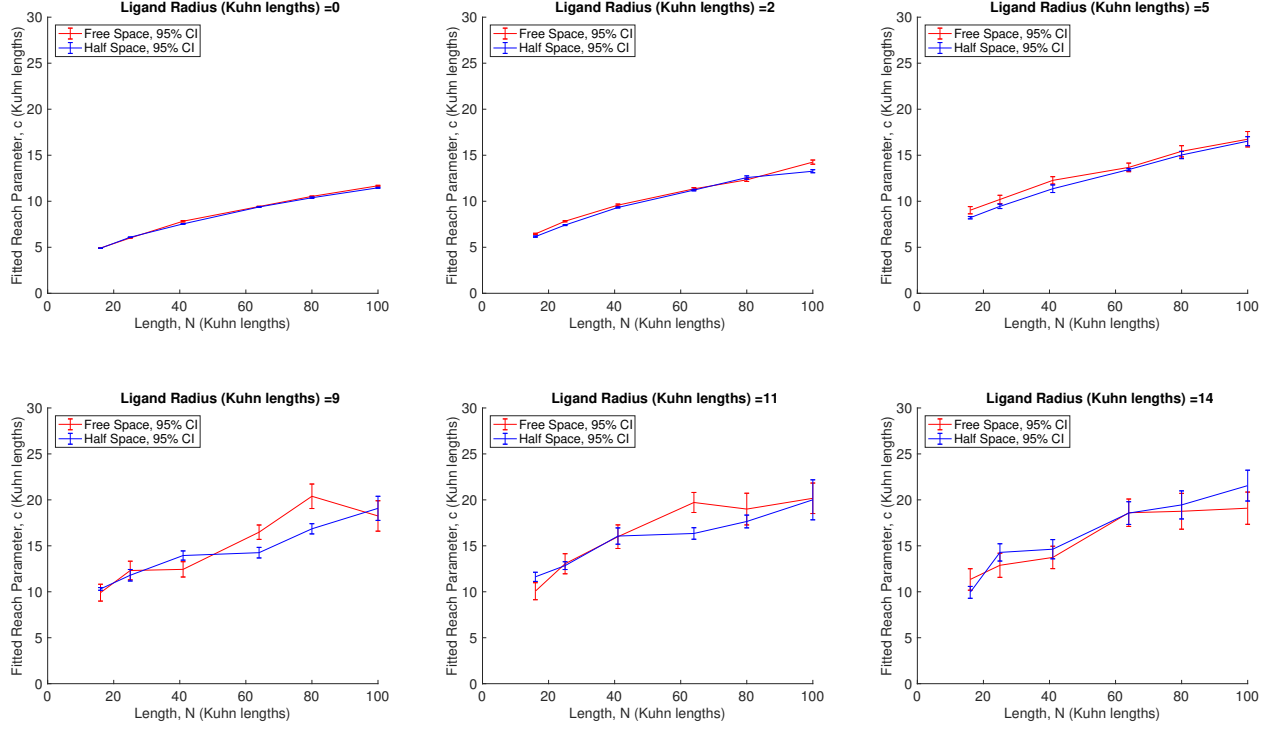 Ligand Radius (Kuhn lengths) =0
30
25
20
15
10
5
0
Fitted Reach Parameter, c (Kuhn lengths)
Free Space, 95% CI
Half Space, 95% CI
0
20
40
60
80
100
Length, N (Kuhn lengths)
Ligand Radius (Kuhn lengths) =2
30
25
20
15
10
5
0
Fitted Reach Parameter, c (Kuhn lengths)
Free Space, 95% CI
Half Space, 95% CI
0
20
40
60
80
100
Length, N (Kuhn lengths)
Ligand Radius (Kuhn lengths) =5
30
25
20
15
10
5
0
Fitted Reach Parameter, c (Kuhn lengths)
Free Space, 95% CI
Half Space, 95% CI
0
20
40
60
80
100
Length, N (Kuhn lengths)
Ligand Radius (Kuhn lengths) =9
30
25
20
15
10
5
0
Fitted Reach Parameter, c (Kuhn lengths)
Free Space, 95% CI
Half Space, 95% CI
0
20
40
60
80
100
Length, N (Kuhn lengths)
Ligand Radius (Kuhn lengths) =11
30
25
20
15
10
5
0
Fitted Reach Parameter, c (Kuhn lengths)
Free Space, 95% CI
Half Space, 95% CI
0
20
40
60
80
100
Length, N (Kuhn lengths)
Ligand Radius (Kuhn lengths) =14
30
25
20
15
10
5
0
Fitted Reach Parameter, c (Kuhn lengths)
Free Space, 95% CI
Half Space, 95% CI
0
20
40
60
80
100
Length, N (Kuhn lengths)